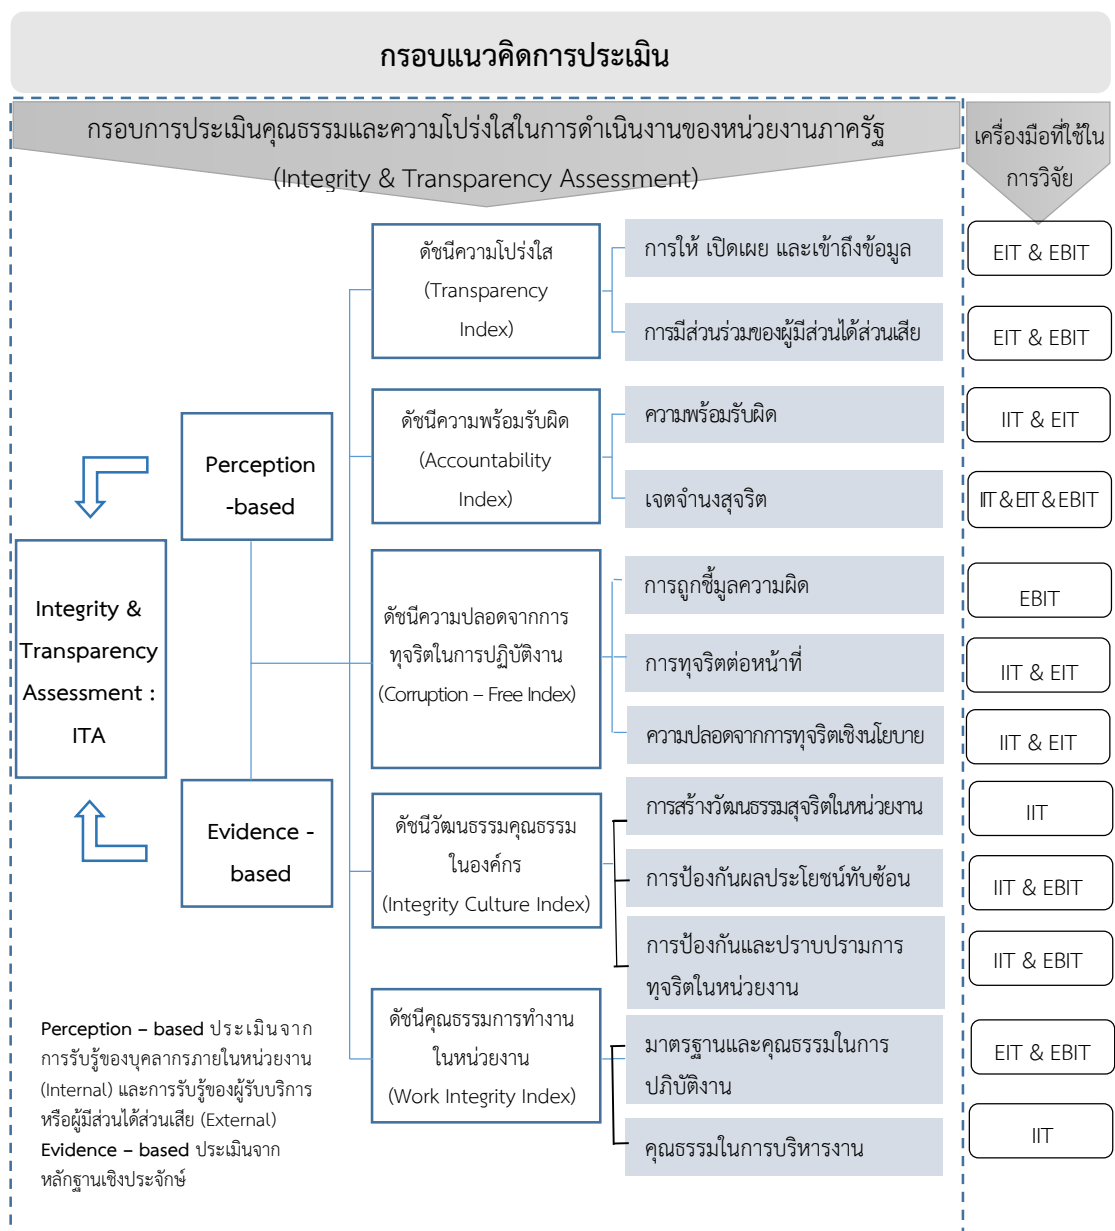 กรอบแนวคิดการประเมิน
กรอบการประเมินคุณธรรมและความโปร่งใสในการดำเนินงานของหน่วยงานภาครัฐ
(Integrity & Transparency Assessment)
เครื่องมือที่ใช้ใน
การวิจัย
Integrity &
Transparency
Assessment :
ITA
Perception
-based
Evidence -
based
ดัชนีความโปร่งใส
(Transparency
Index)
การให้ เปิดเผย และเข้าถึงข้อมูล
EIT & EBIT
การมีส่วนร่วมของผู้มีส่วนได้ส่วนเสีย
EIT & EBIT
ดัชนีความพร้อมรับผิด
(Accountability
Index)
ความพร้อมรับผิด
IIT & EIT
เจตจำนงสุจริต
IIT & EIT & EBIT
ดัชนีความปลอดจากการ
ทุจริตในการปฏิบัติงาน
(Corruption – Free Index)
การถูกชี้มูลความผิด
EBIT
การทุจริตต่อหน้าที่
IIT & EIT
ความปลอดจากการทุจริตเชิงนโยบาย
IIT & EIT
ดัชนีวัฒนธรรมคุณธรรม
ในองค์กร
(Integrity Culture Index)
การสร้างวัฒนธรรมสุจริตในหน่วยงาน
IIT
การป้องกันผลประโยชน์ทับซ้อน
IIT & EBIT
การป้องกันและปราบปรามการ
ทุจริตในหน่วยงาน
IIT & EBIT
ดัชนีคุณธรรมการทำงาน
ในหน่วยงาน
(Work Integrity Index)
มาตรฐานและคุณธรรมในการ
ปฏิบัติงาน
EIT & EBIT
คุณธรรมในการบริหารงาน
IIT
Perception – based ประเมินจาก
การรับรู้ของบุคลากรภายในหน่วยงาน
(Internal) และการรับรู้ของผู้รับบริการ
หรือผู้มีส่วนได้ส่วนเสีย (External)
Evidence – based ประเมินจาก
หลักฐานเชิงประจักษ์